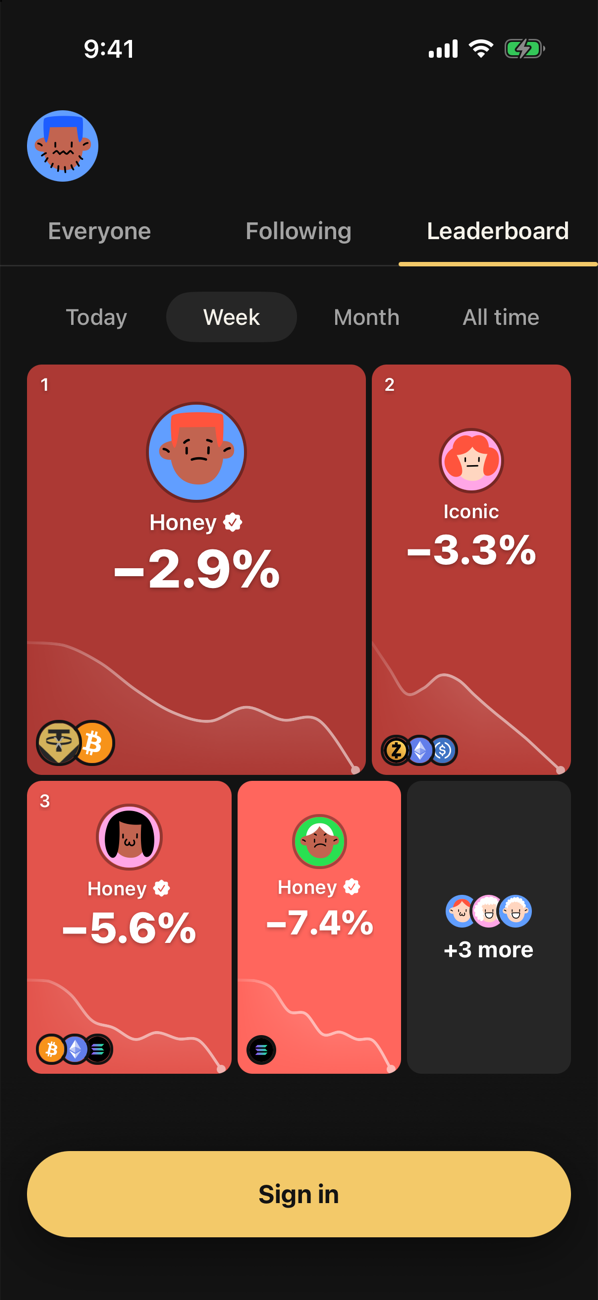 9:41
Everyone Following Leaderboard
Today Week Month All time
1
Honey
−2.9%
2
Iconic
−3.3%
3
Honey
−5.6%
Honey
−7.4%
+3 more
Sign in